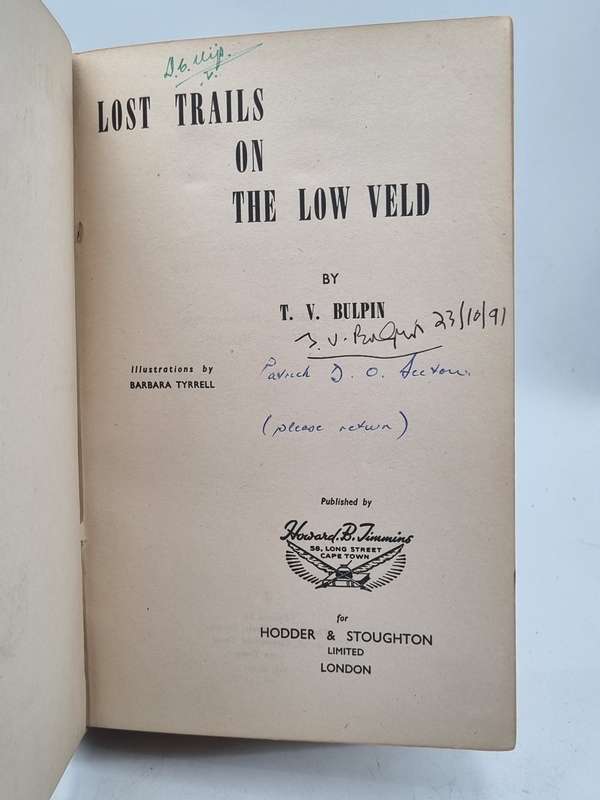 LOST TRAILS
ON
THE LOW VELD
BY
T. V. BULPIN
T. V. Bulpin 23/10/91
Illustrations by
BARBARA TYRRELL
Patrick D. O.
(please return)
Published by
Howard. B. Timmins
58, LONG STREET
CAPE TOWN
for
HODDER & STOUGHTON
LIMITED
LONDON